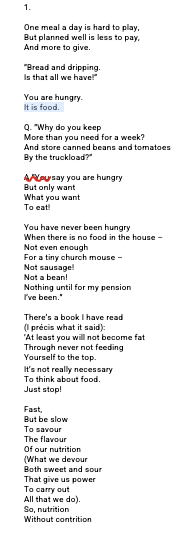 1.
One meal a day is hard to play,
But planned well is less to pay,
And more to give.
"Bread and dripping.
Is that all we have!"
You are hungry.
It is food.
Q. "Why do you keep
More than you need for a week?
And store canned beans and tomatoes
By the truckload?"
say you are hungry
But only want
What you want
To eat!
You have never been hungry
When there is no food in the house –
Not even enough
For a tiny church mouse –
Not sausage!
Not a bean!
Nothing until for my pension
I've been."
There's a book I have read
(I précis what it said):
'At least you will not become fat
Through never not feeding
Yourself to the top.
It's not really necessary
To think about food.
Just stop!
Fast,
But be slow
To savour
The flavour
Of our nutrition
(What we devour
Both sweet and sour
That give us power
To carry out
All that we do).
So, nutrition
Without contrition